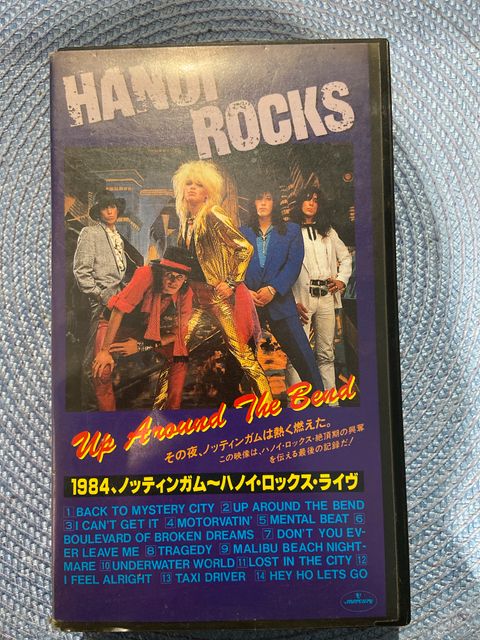 HANOI
ROCKS
Up Around The Bend
その夜、ノッティンガムは熱く燃えた。
この映像は、ハノイ・ロックス・絶頂期の興奮
を伝える最後の記録だ!
1984、ノッティンガム〜ハノイ・ロックス・ライヴ
1 BACK TO MYSTERY CITY 2 UP AROUND THE BEND
3 I CAN'T GET IT 4 MOTORVATIN' 5 MENTAL BEAT 6
BOULEVARD OF BROKEN DREAMS 7 DON'T YOU EV-
ER LEAVE ME 8 TRAGEDY 9 MALIBU BEACH NIGHT-
MARE 10 UNDERWATER WORLD 11 LOST IN THE CITY 12
I FEEL ALRIGHT 13 TAXI DRIVER 14 HEY HO LETS GO
mercury